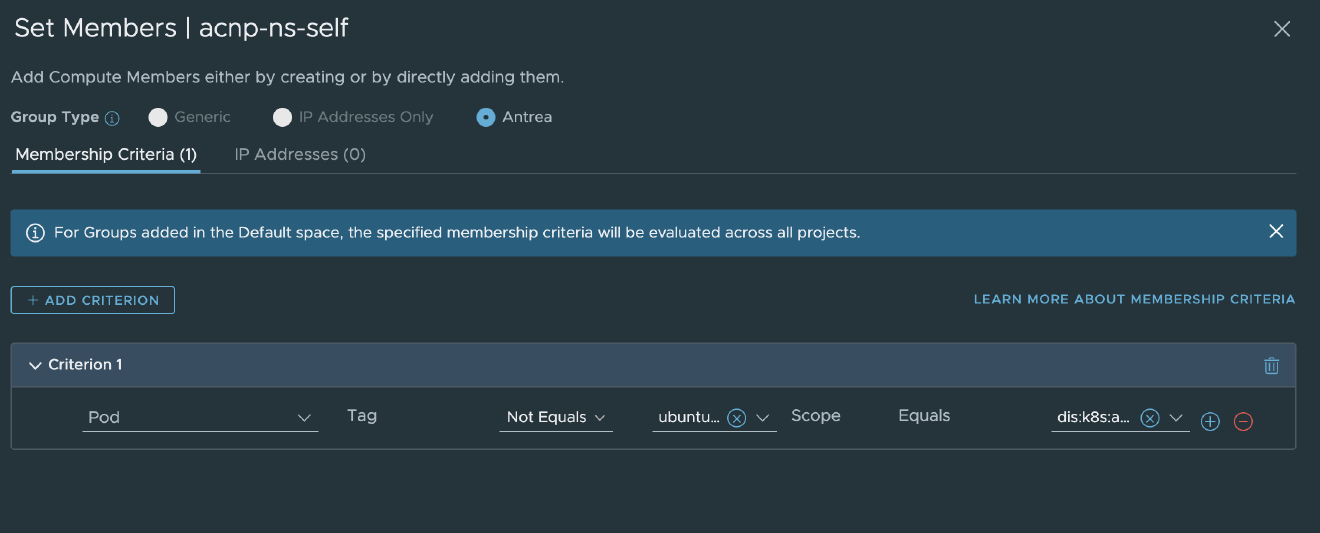 Set Members | acnp-ns-self
Add Compute Members either by creating or by directly adding them.
Group Type Generic IP Addresses Only Antrea
Membership Criteria (1) IP Addresses (0)
For Groups added in the Default space, the specified membership criteria will be evaluated across all projects.
+ ADD CRITERION LEARN MORE ABOUT MEMBERSHIP CRITERIA
Criterion 1
Pod Tag Not Equals ubuntu... Scope Equals dis:k8s:a...